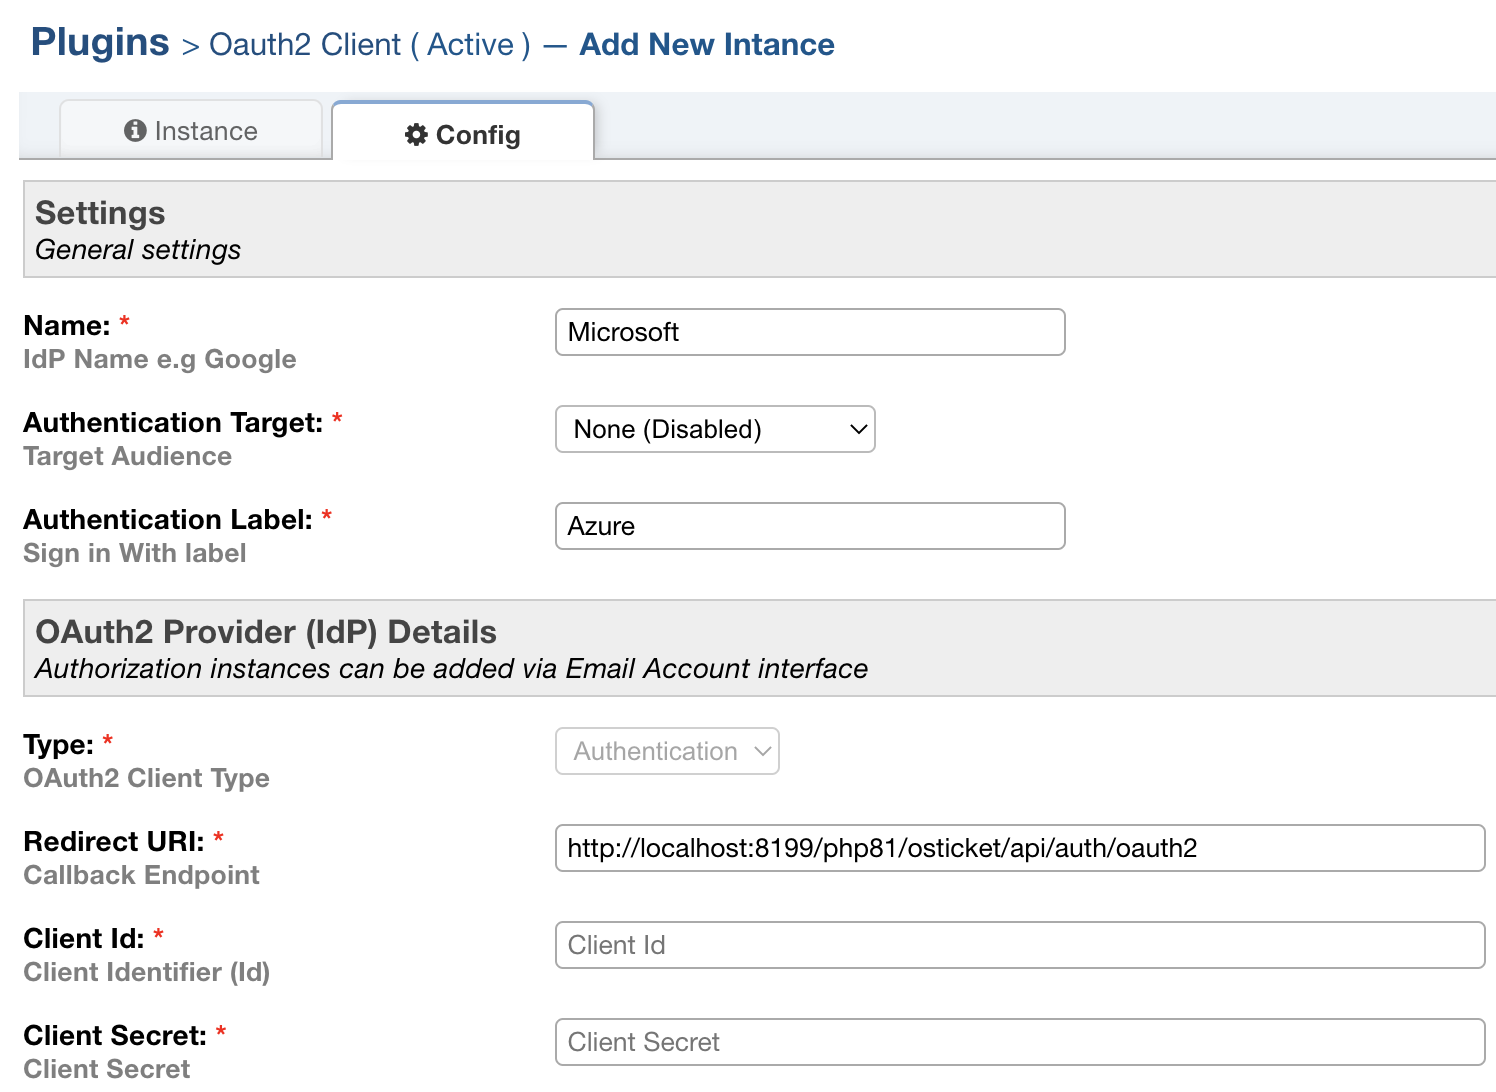 Plugins > Oauth2 Client ( Active ) — Add New Intance
Instance
Config
Settings
General settings
Name: *
IdP Name e.g Google
Microsoft
Authentication Target: *
Target Audience
None (Disabled)
Authentication Label: *
Sign in With label
Azure
OAuth2 Provider (IdP) Details
Authorization instances can be added via Email Account interface
Type: *
OAuth2 Client Type
Authentication
Redirect URI: *
Callback Endpoint
http://localhost:8199/php81/osticket/api/auth/oauth2
Client Id: *
Client Identifier (Id)
Client Id
Client Secret: *
Client Secret
Client Secret